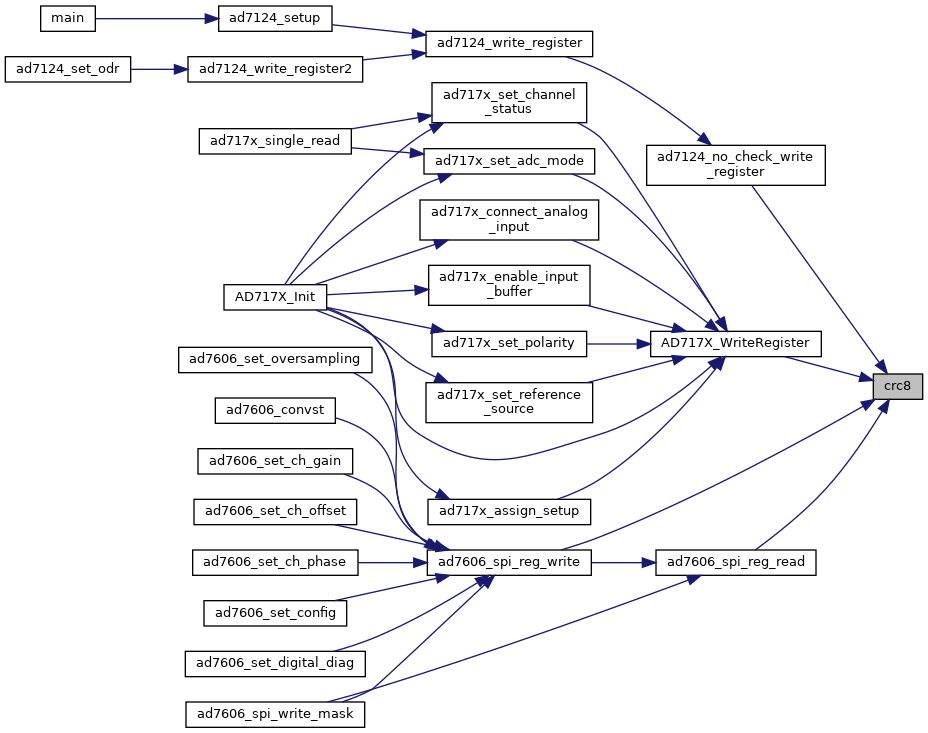 main
ad7124_setup
ad7124_write_register
ad7124_set_odr
ad7124_write_register2
ad717x_set_channel
_status
ad717x_single_read
ad717x_set_adc_mode
ad7124_no_check_write
_register
ad717x_connect_analog
_input
ad717x_enable_input
_buffer
AD717X_Init
ad717x_set_polarity
AD717X_WriteRegister
ad7606_set_oversampling
ad717x_set_reference
_source
crc8
ad7606_convst
ad7606_set_ch_gain
ad7606_set_ch_offset
ad717x_assign_setup
ad7606_set_ch_phase
ad7606_spi_reg_write
ad7606_spi_reg_read
ad7606_set_config
ad7606_set_digital_diag
ad7606_spi_write_mask